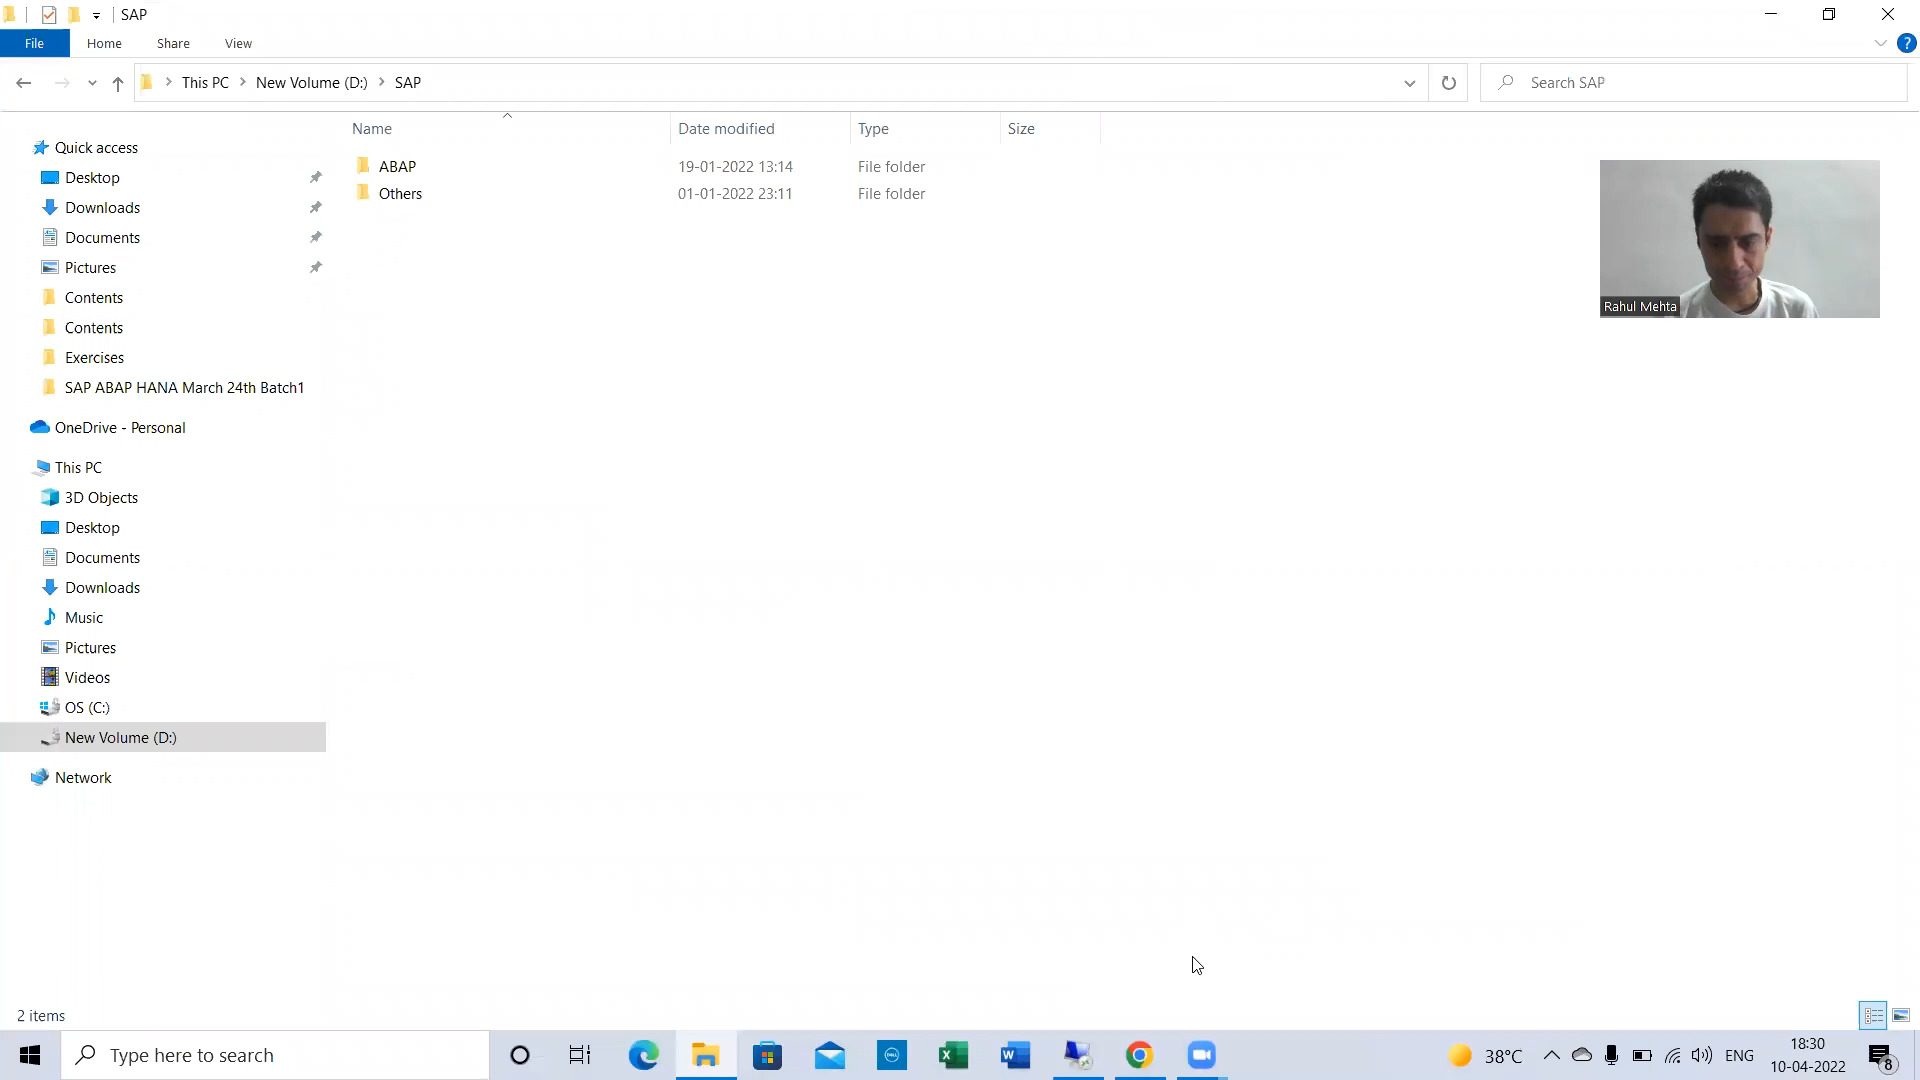 SAP
File Home Share View
This PC New Volume (D:) SAP
Search SAP
Name Date modified Type Size
ABAP 19-01-2022 13:14 File folder
Others 01-01-2022 23:11 File folder
Quick access
Desktop
Downloads
Documents
Pictures
Contents
Contents
Exercises
SAP ABAP HANA March 24th Batch1
OneDrive - Personal
This PC
3D Objects
Desktop
Documents
Downloads
Music
Pictures
Videos
OS (C:)
New Volume (D:)
Network
Rahul Mehta
2 items
Type here to search
38°C
ENG
18:30
10-04-2022
8